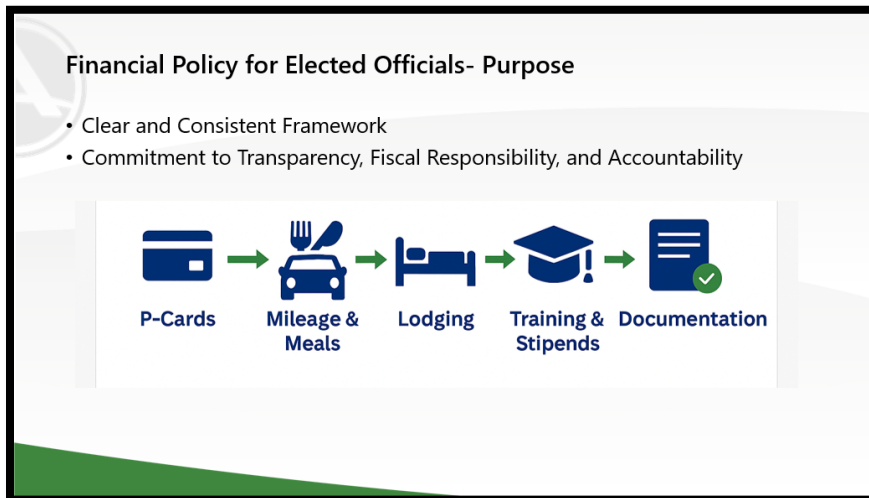 Financial Policy for Elected Officials- Purpose
• Clear and Consistent Framework
• Commitment to Transparency, Fiscal Responsibility, and Accountability
P-Cards
Mileage &
Meals
Lodging
Training &
Stipends
Documentation